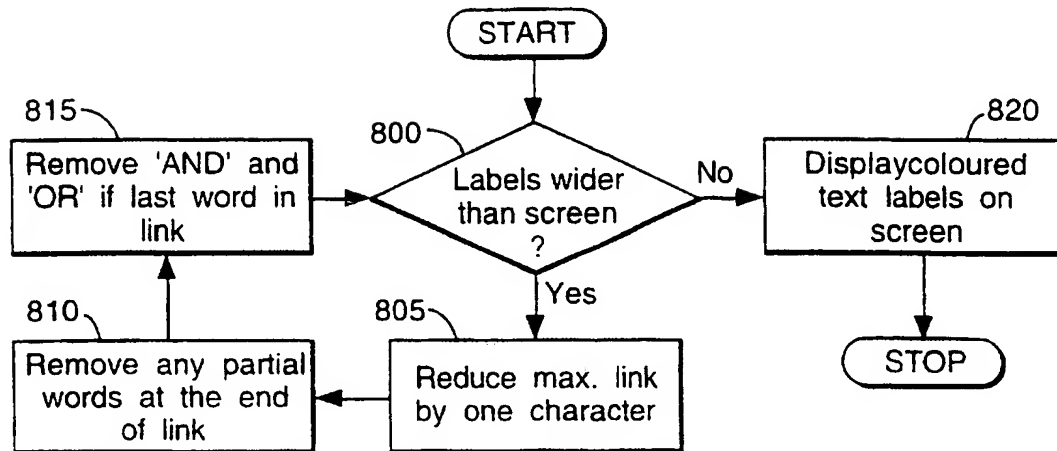 START
815
800
820
Remove 'AND' and
'OR' if last word in
link
Labels wider
than screen
?
No
Displaycoloured
text labels on
screen
Yes
810
805
Remove any partial
words at the end
of link
Reduce max. link
by one character
STOP